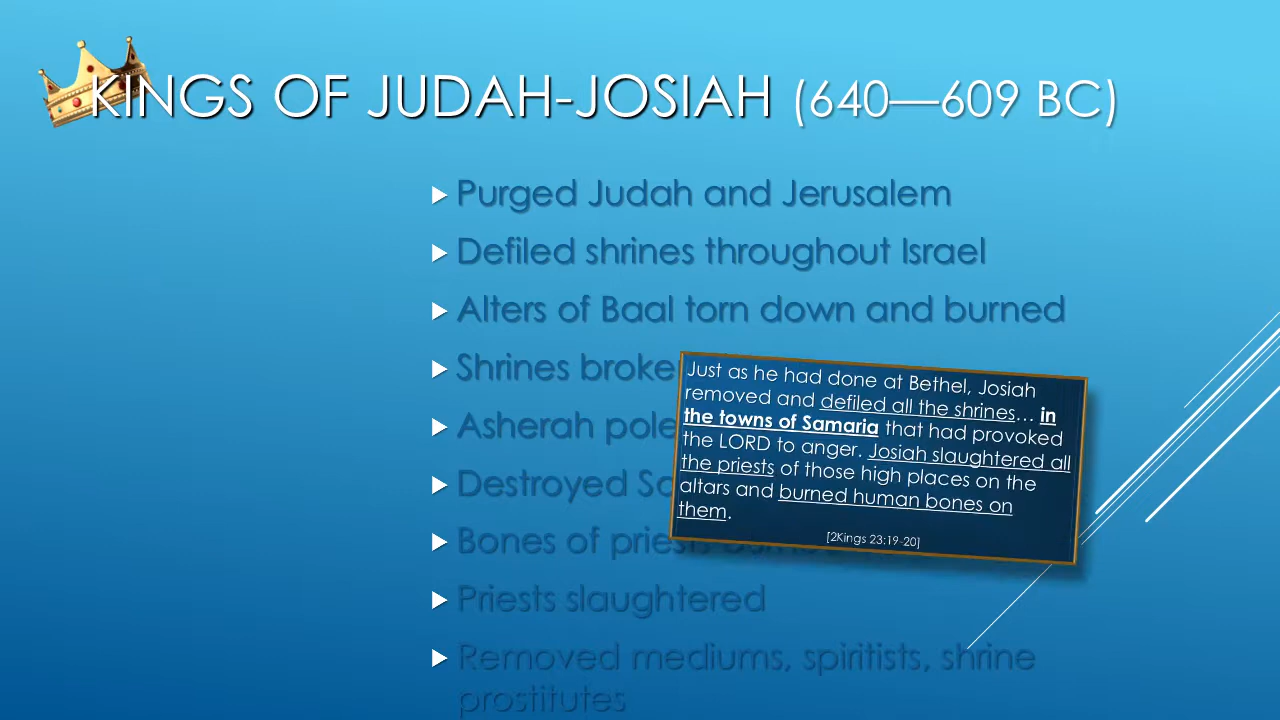 KINGS OF JUDAH-JOSIAH (640—609 BC)
Purged Judah and Jerusalem
Defiled shrines throughout Israel
Alters of Baal torn down and burned
Shrines broke
Asherah pole
Destroyed
Bones of priests
Priests slaughtered
Removed mediums, spiritists, shrine
prostitutes
Just as he had done at Bethel, Josiah
removed and defiled all the shrines… in
the towns of Samaria that had provoked
the LORD to anger. Josiah slaughtered all
the priests of those high places on the
altars and burned human bones on
them.
[2Kings 23:19-20]